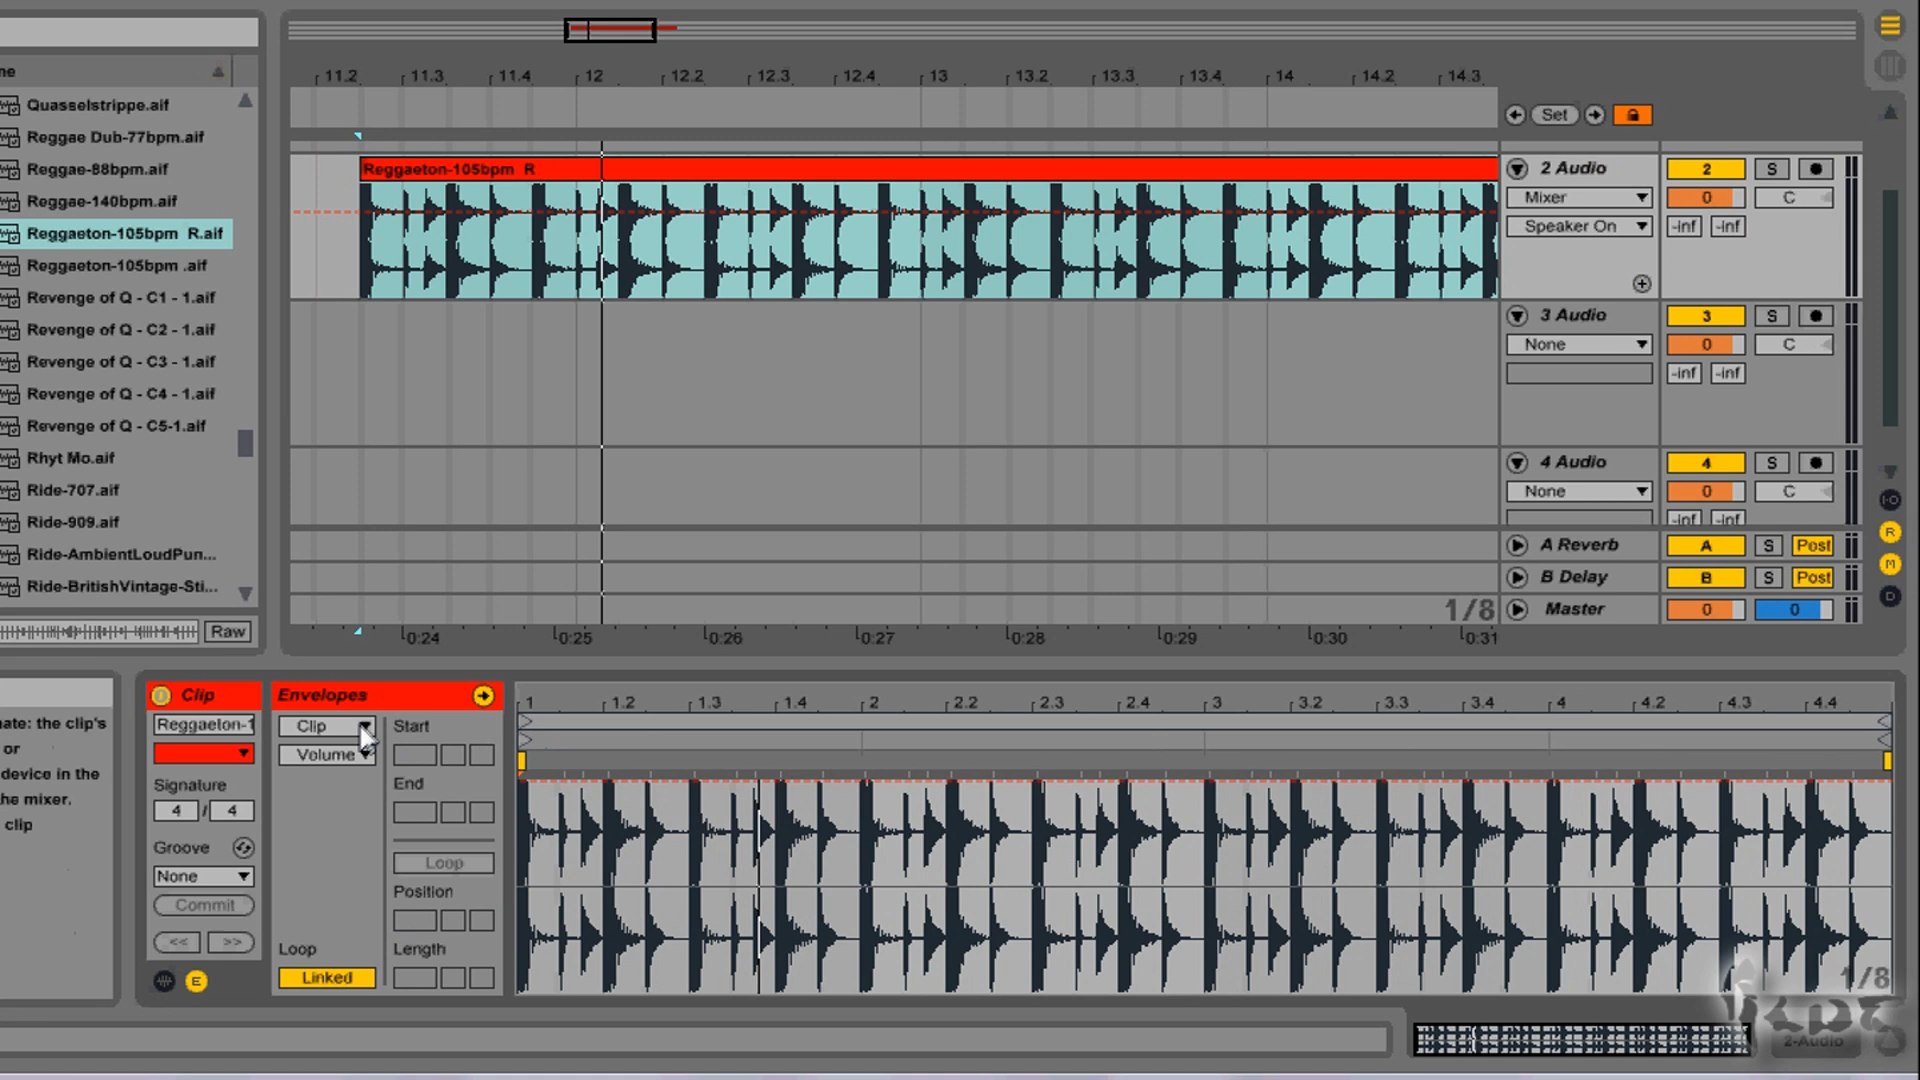 ne
Quasselstrippe.aif
Reggae Dub-77bpm.aif
Reggae-88bpm.aif
Reggae-140bpm.aif
Reggaeton-105bpm R.aif
Reggaeton-105bpm .aif
Revenge of Q - C1 - 1.aif
Revenge of Q - C2 - 1.aif
Revenge of Q - C3 - 1.aif
Revenge of Q - C4 - 1.aif
Revenge of Q - C5-1.aif
Rhyt Mo.aif
Ride-707.aif
Ride-909.aif
Ride-AmbientLoudPun...
Ride-BritishVintage-Sti...
Raw
11.2 11.3 11.4 12 12.2 12.3 12.4 13 13.2 13.3 13.4 14 14.2 14.3
Set
Reggaeton-105bpm R
2 Audio 2 S
Mixer 0 C
Speaker On -inf -inf
3 Audio 3 S
None 0 C
-inf -inf
4 Audio 4 S
None 0 C
-inf -inf
A Reverb A S Post
B Delay B S Post
1/8 Master 0 0
0:24 0:25 0:26 0:27 0:28 0:29 0:30 0:31
I·O
R
M
D
nate: the clip's
or
device in the
he mixer.
clip
Clip
Reggaeton-1
Signature
4 / 4
Groove
None
Commit
<< >>
E
Envelopes
Clip
Volume
Loop
Linked
Start
End
Loop
Position
Length
1 1.2 1.3 1.4 2 2.2 2.3 2.4 3 3.2 3.3 3.4 4 4.2 4.3 4.4
1/8
2-Audio